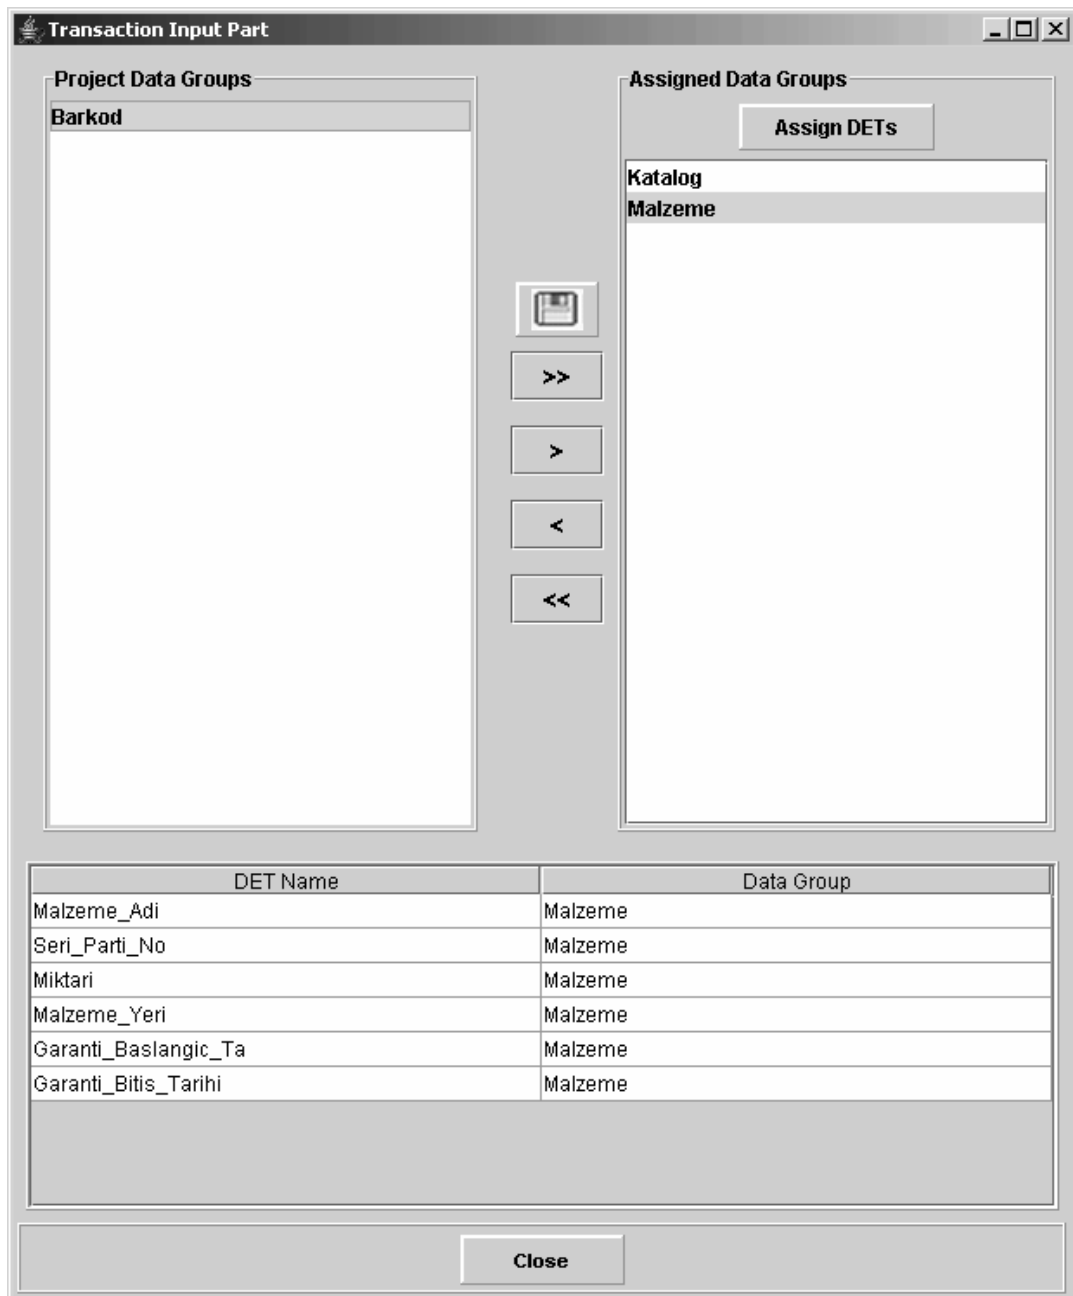 Transaction Input Part
Project Data Groups
Barkod
Assigned Data Groups
Assign DETs
Katalog
Malzeme
>>
>
<
<<
DET Name Data Group
Malzeme_Adi Malzeme
Seri_Parti_No Malzeme
Miktari Malzeme
Malzeme_Yeri Malzeme
Garanti_Baslangic_Ta Malzeme
Garanti_Bitis_Tarihi Malzeme
Close